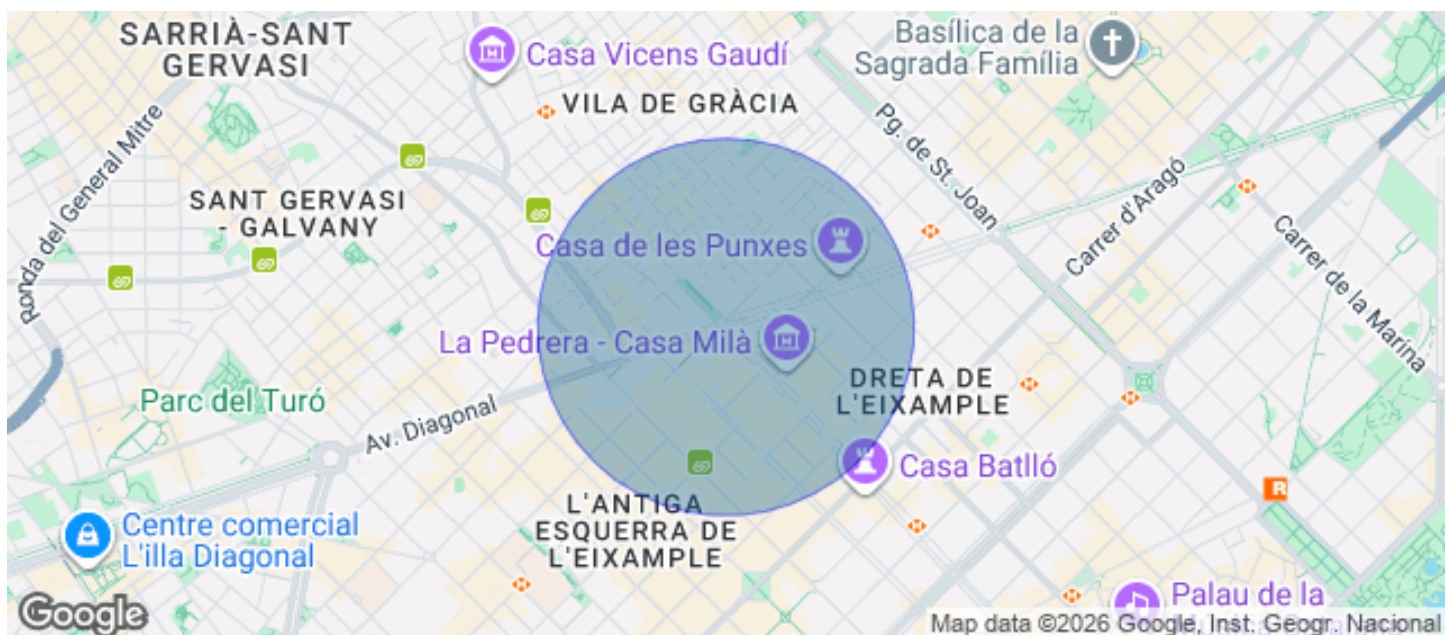 SARRIÀ-SANT
GERVASI
Casa Vicens Gaudí
Basílica de la
Sagrada Família
VILA DE GRÀCIA
Ronda del General Mitre
Pg. de St. Joan
SANT GERVASI
- GALVANY
Casa de les Punxes
Carrer d'Aragó
Carrer de la Marina
La Pedrera - Casa Milà
DRETA DE
L'EIXAMPLE
Parc del Turó
Av. Diagonal
Casa Batlló
L'ANTIGA
ESQUERRA DE
L'EIXAMPLE
R
Centre comercial
L'illa Diagonal
Palau de la
Google
Map data ©2026 Google, Inst. Geogr. Nacional